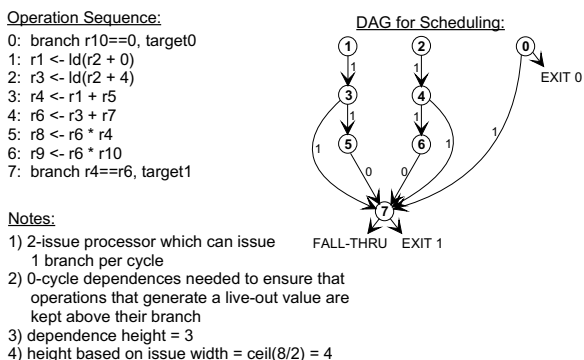 Operation Sequence:
0: branch r10==0, target0
1: r1 <- ld(r2 + 0)
2: r3 <- ld(r2 + 4)
3: r4 <- r1 + r5
4: r6 <- r3 + r7
5: r8 <- r6 * r4
6: r9 <- r6 * r10
7: branch r4==r6, target1
Notes:
1) 2-issue processor which can issue
1 branch per cycle
2) 0-cycle dependences needed to ensure that
operations that generate a live-out value are
kept above their branch
3) dependence height = 3
4) height based on issue width = ceil(8/2) = 4
DAG for Scheduling:
1 2 0
EXIT 0
1 1
3 4
1 1 1
1 1
5 6
0 0
7
FALL-THRU EXIT 1